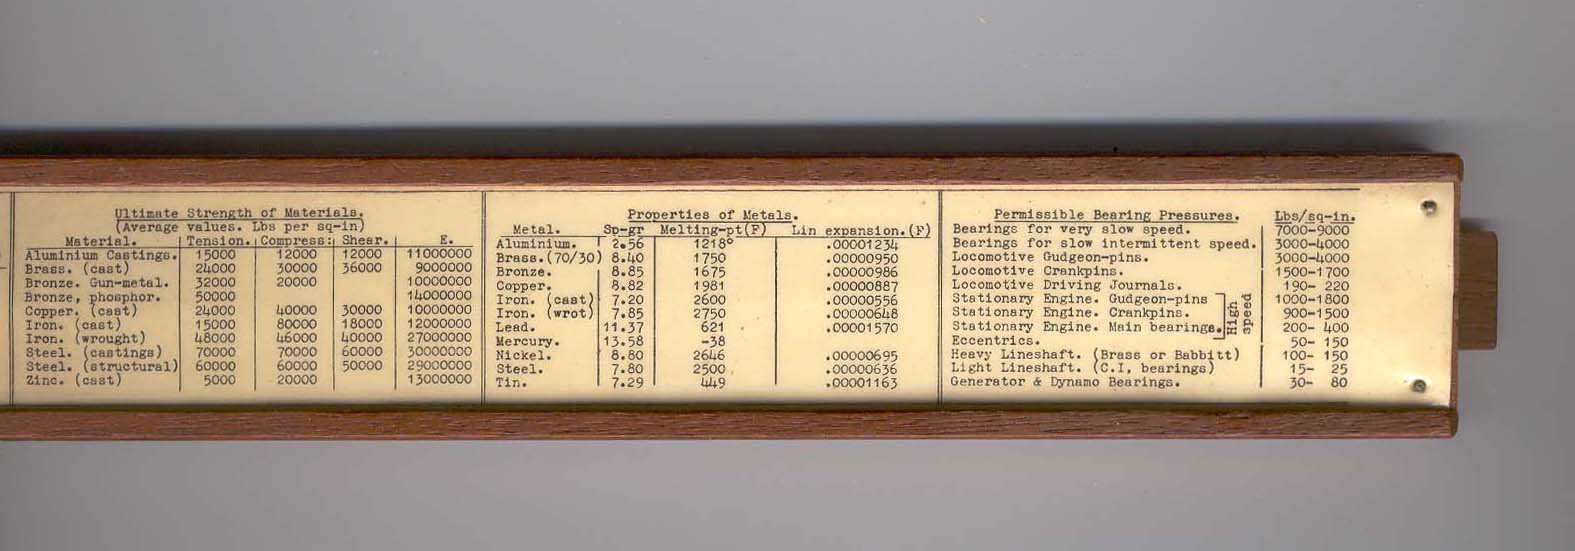 Ultimate Strength of Materials.
(Average values. Lbs per sq-in)
Material. Tension. Compress: Shear. E.
Aluminium Castings. 15000 12000 12000 11000000
Brass. (cast) 24000 30000 36000 9000000
Bronze. Gun-metal. 32000 20000 10000000
Bronze, phosphor. 50000 14000000
Copper. (cast) 24000 40000 30000 10000000
Iron. (cast) 15000 80000 18000 12000000
Iron. (wrought) 48000 46000 40000 27000000
Steel. (castings) 70000 70000 60000 30000000
Steel. (structural) 60000 60000 50000 29000000
Zinc. (cast) 5000 20000 13000000
Properties of Metals.
Metal. Sp-gr Melting-pt(F) Lin expansion.(F)
Aluminium. 2.56 1218° .00001234
Brass.(70/30) 8.40 1750 .00000950
Bronze. 8.85 1675 .00000986
Copper. 8.82 1981 .00000887
Iron. (cast) 7.20 2600 .00000556
Iron. (wrot) 7.85 2750 .00000648
Lead. 11.37 621 .00001570
Mercury. 13.58 -38
Nickel. 8.80 2646 .00000695
Steel. 7.80 2500 .00000636
Tin. 7.29 449 .00001163
Permissible Bearing Pressures. Lbs/sq-in.
Bearings for very slow speed. 7000-9000
Bearings for slow intermittent speed. 3000-4000
Locomotive Gudgeon-pins. 3000-4000
Locomotive Crankpins. 1500-1700
Locomotive Driving Journals. 190- 220
Stationary Engine. Gudgeon-pins 1000-1800
Stationary Engine. Crankpins. 900-1500
Stationary Engine. Main bearings. 200- 400
High
speed
Eccentrics. 50- 150
Heavy Lineshaft. (Brass or Babbitt) 100- 150
Light Lineshaft. (C.I, bearings) 15- 25
Generator & Dynamo Bearings. 30- 80